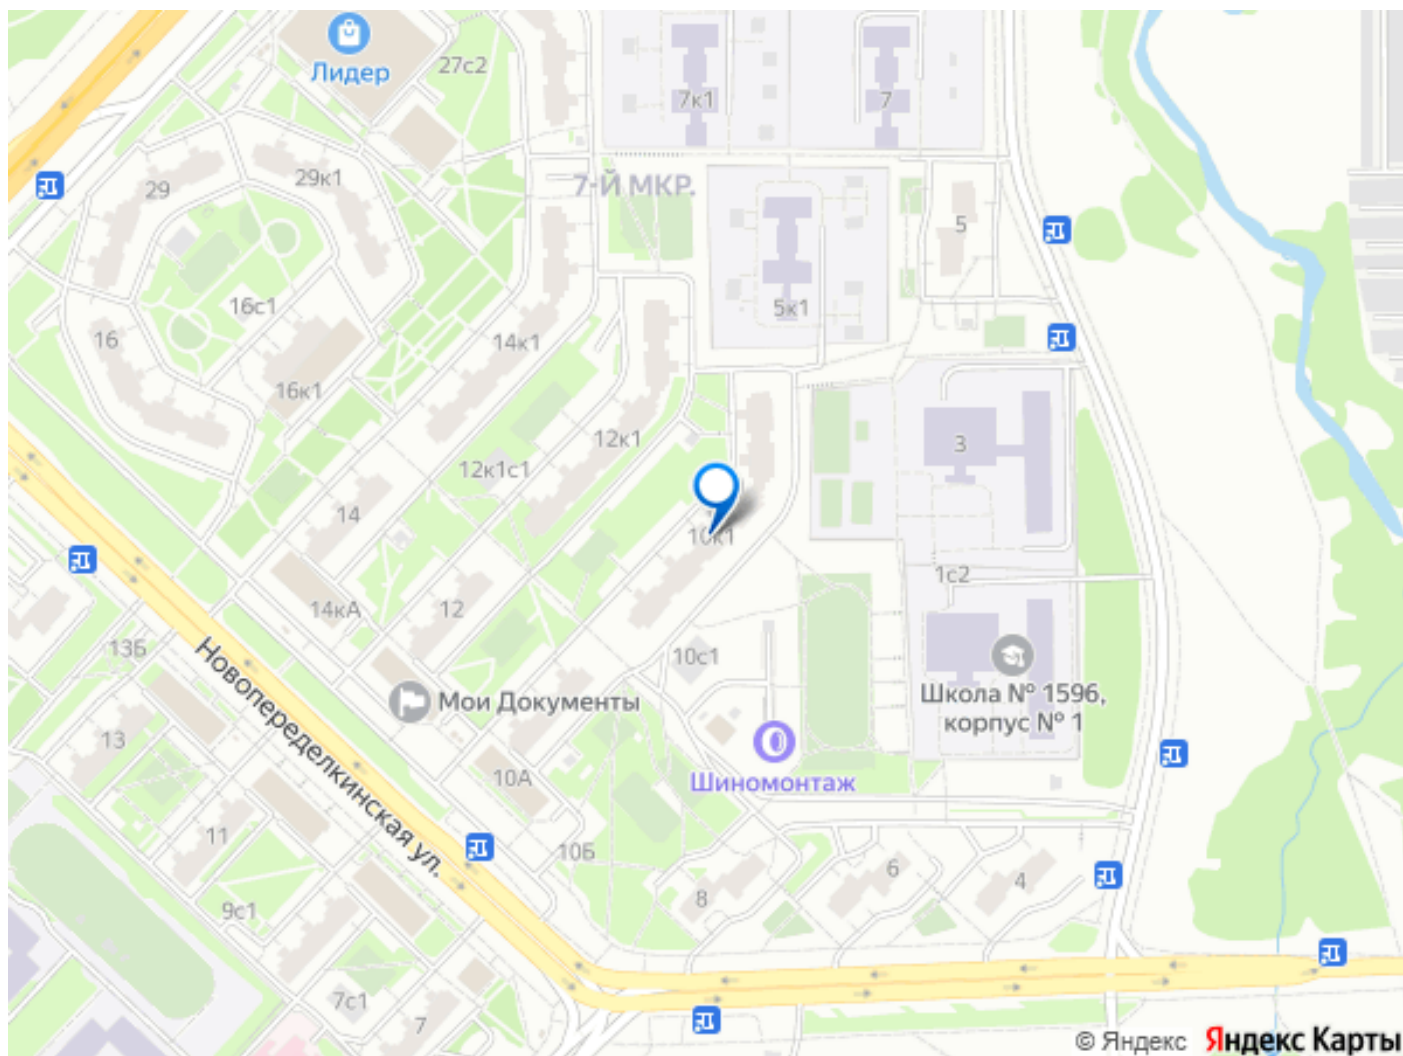 Лидер
27с2
7к1
7
29
29к1
7-Й МКР.
5
16с1
5к1
16
14к1
16к1
12к1
3
12к1с1
14
10к1
1с2
14кА
12
13Б
10с1
Новопеределкинская ул.
Мои Документы
Школа № 1596,
корпус № 1
13
10А
Шиномонтаж
11
10Б
8
6
4
9с1
7с1
7
© Яндекс
Яндекс Карты